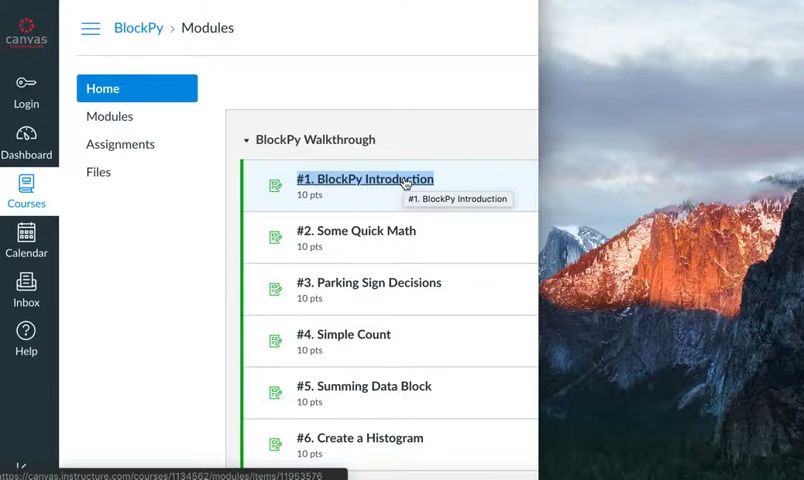 canvas
BlockPy > Modules
Login
Dashboard
Courses
Calendar
Inbox
Help
Home
Modules
Assignments
Files
BlockPy Walkthrough
#1. BlockPy Introduction
10 pts
#1. BlockPy Introduction
#2. Some Quick Math
10 pts
#3. Parking Sign Decisions
10 pts
#4. Simple Count
10 pts
#5. Summing Data Block
10 pts
#6. Create a Histogram
10 pts
https://canvas.instructure.com/courses/1134562/modules/items/11953576